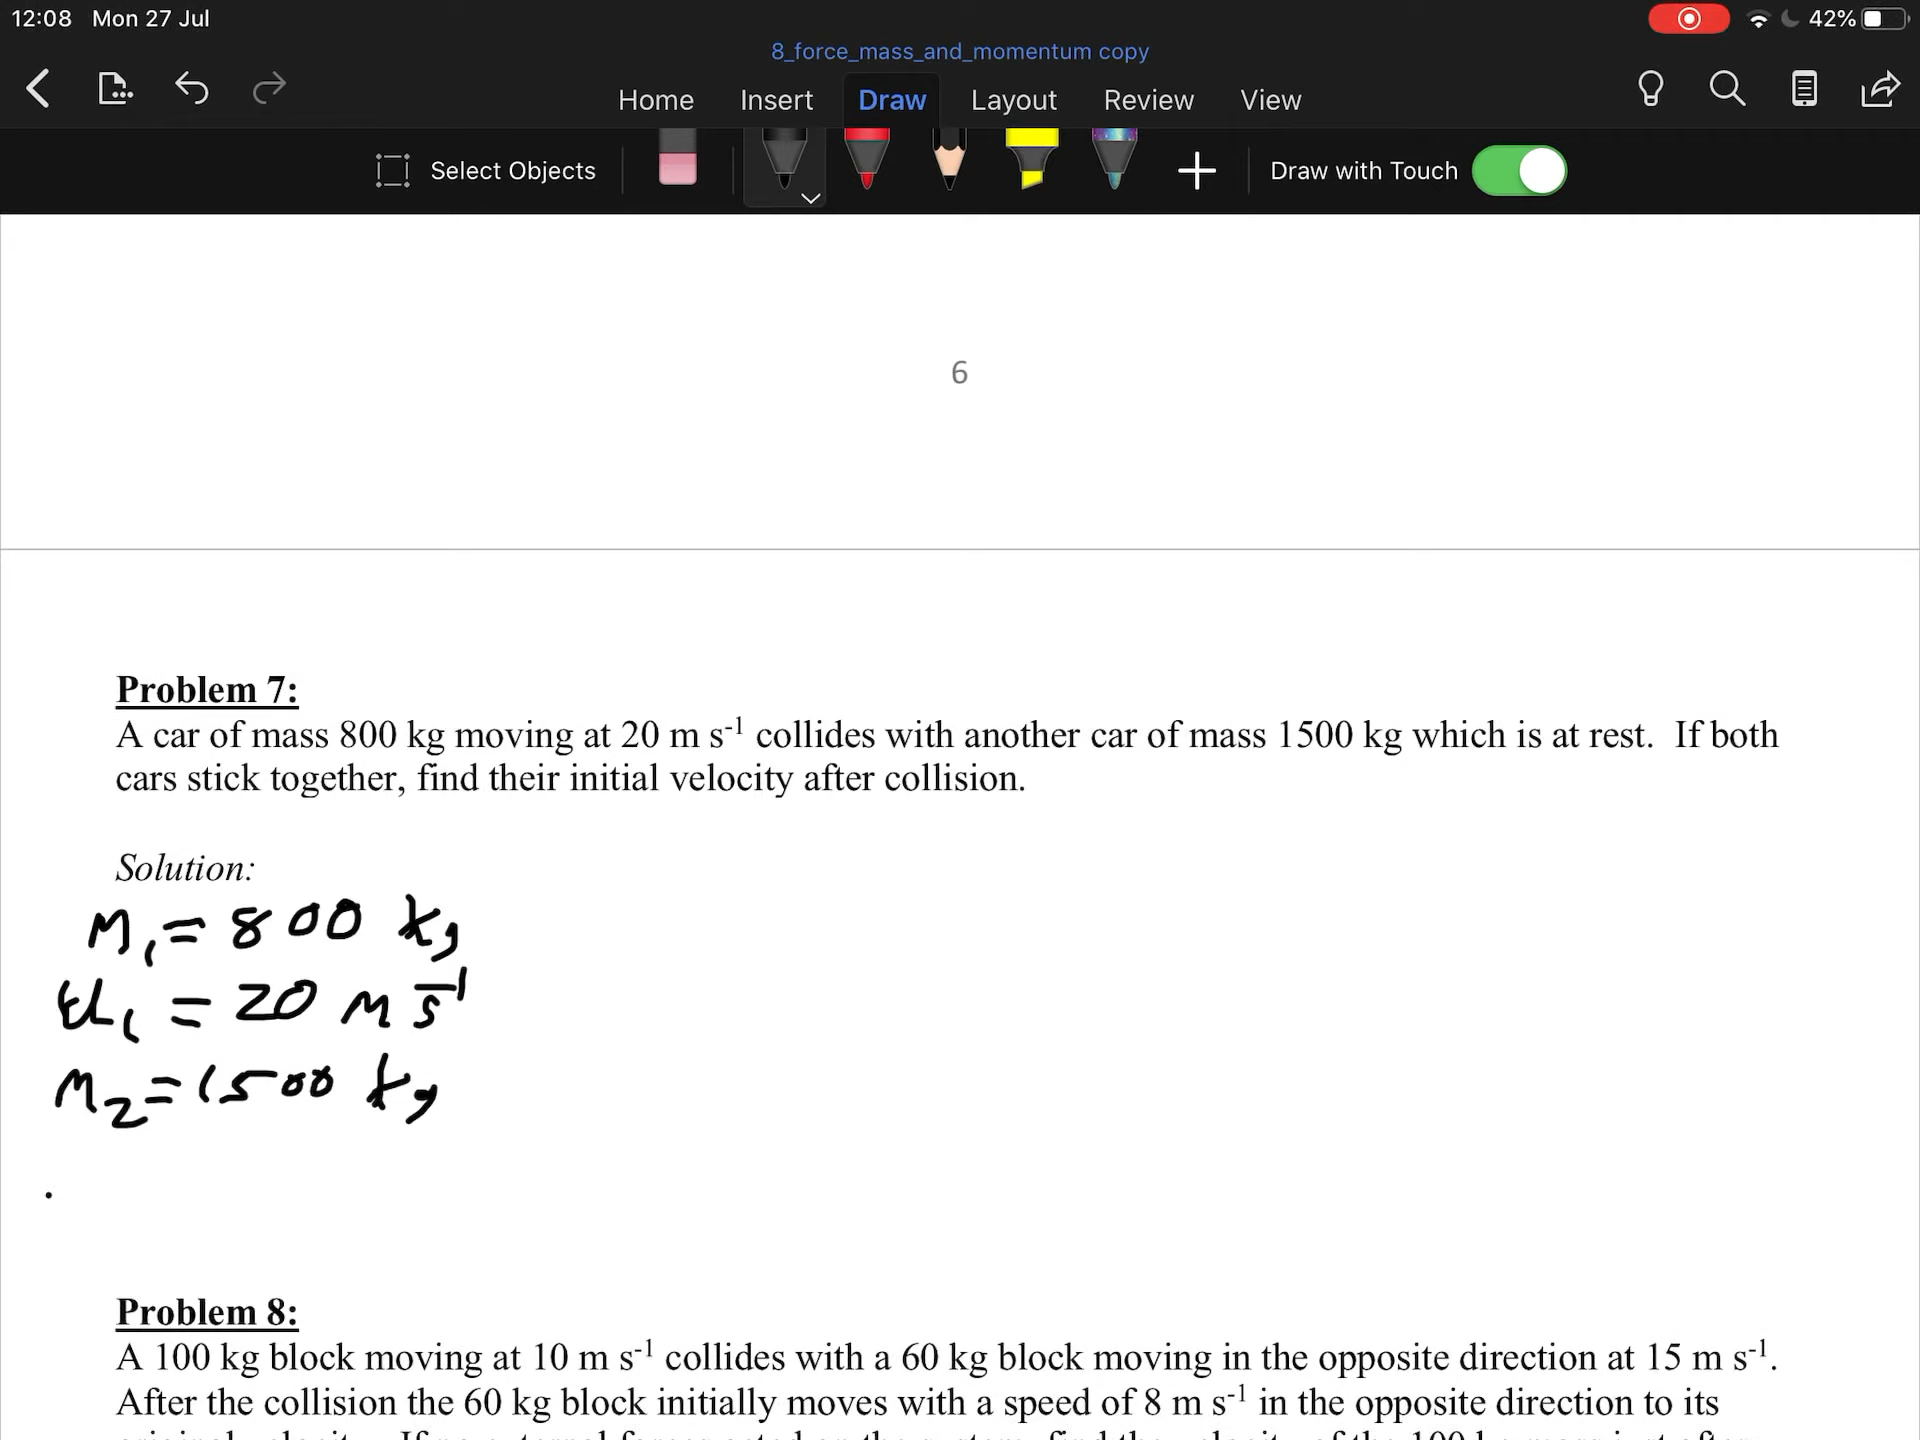 12:08 Mon 27 Jul 42%
8_force_mass_and_momentum copy
Home Insert Draw Layout Review View
Select Objects Draw with Touch
6
Problem 7:
A car of mass 800 kg moving at 20 m s⁻¹ collides with another car of mass 1500 kg which is at rest. If both
cars stick together, find their initial velocity after collision.
Solution:
M₁ = 800 kg
u₁ = 20 m s⁻¹
M₂ = 1500 kg
Problem 8:
A 100 kg block moving at 10 m s⁻¹ collides with a 60 kg block moving in the opposite direction at 15 m s⁻¹.
After the collision the 60 kg block initially moves with a speed of 8 m s⁻¹ in the opposite direction to its